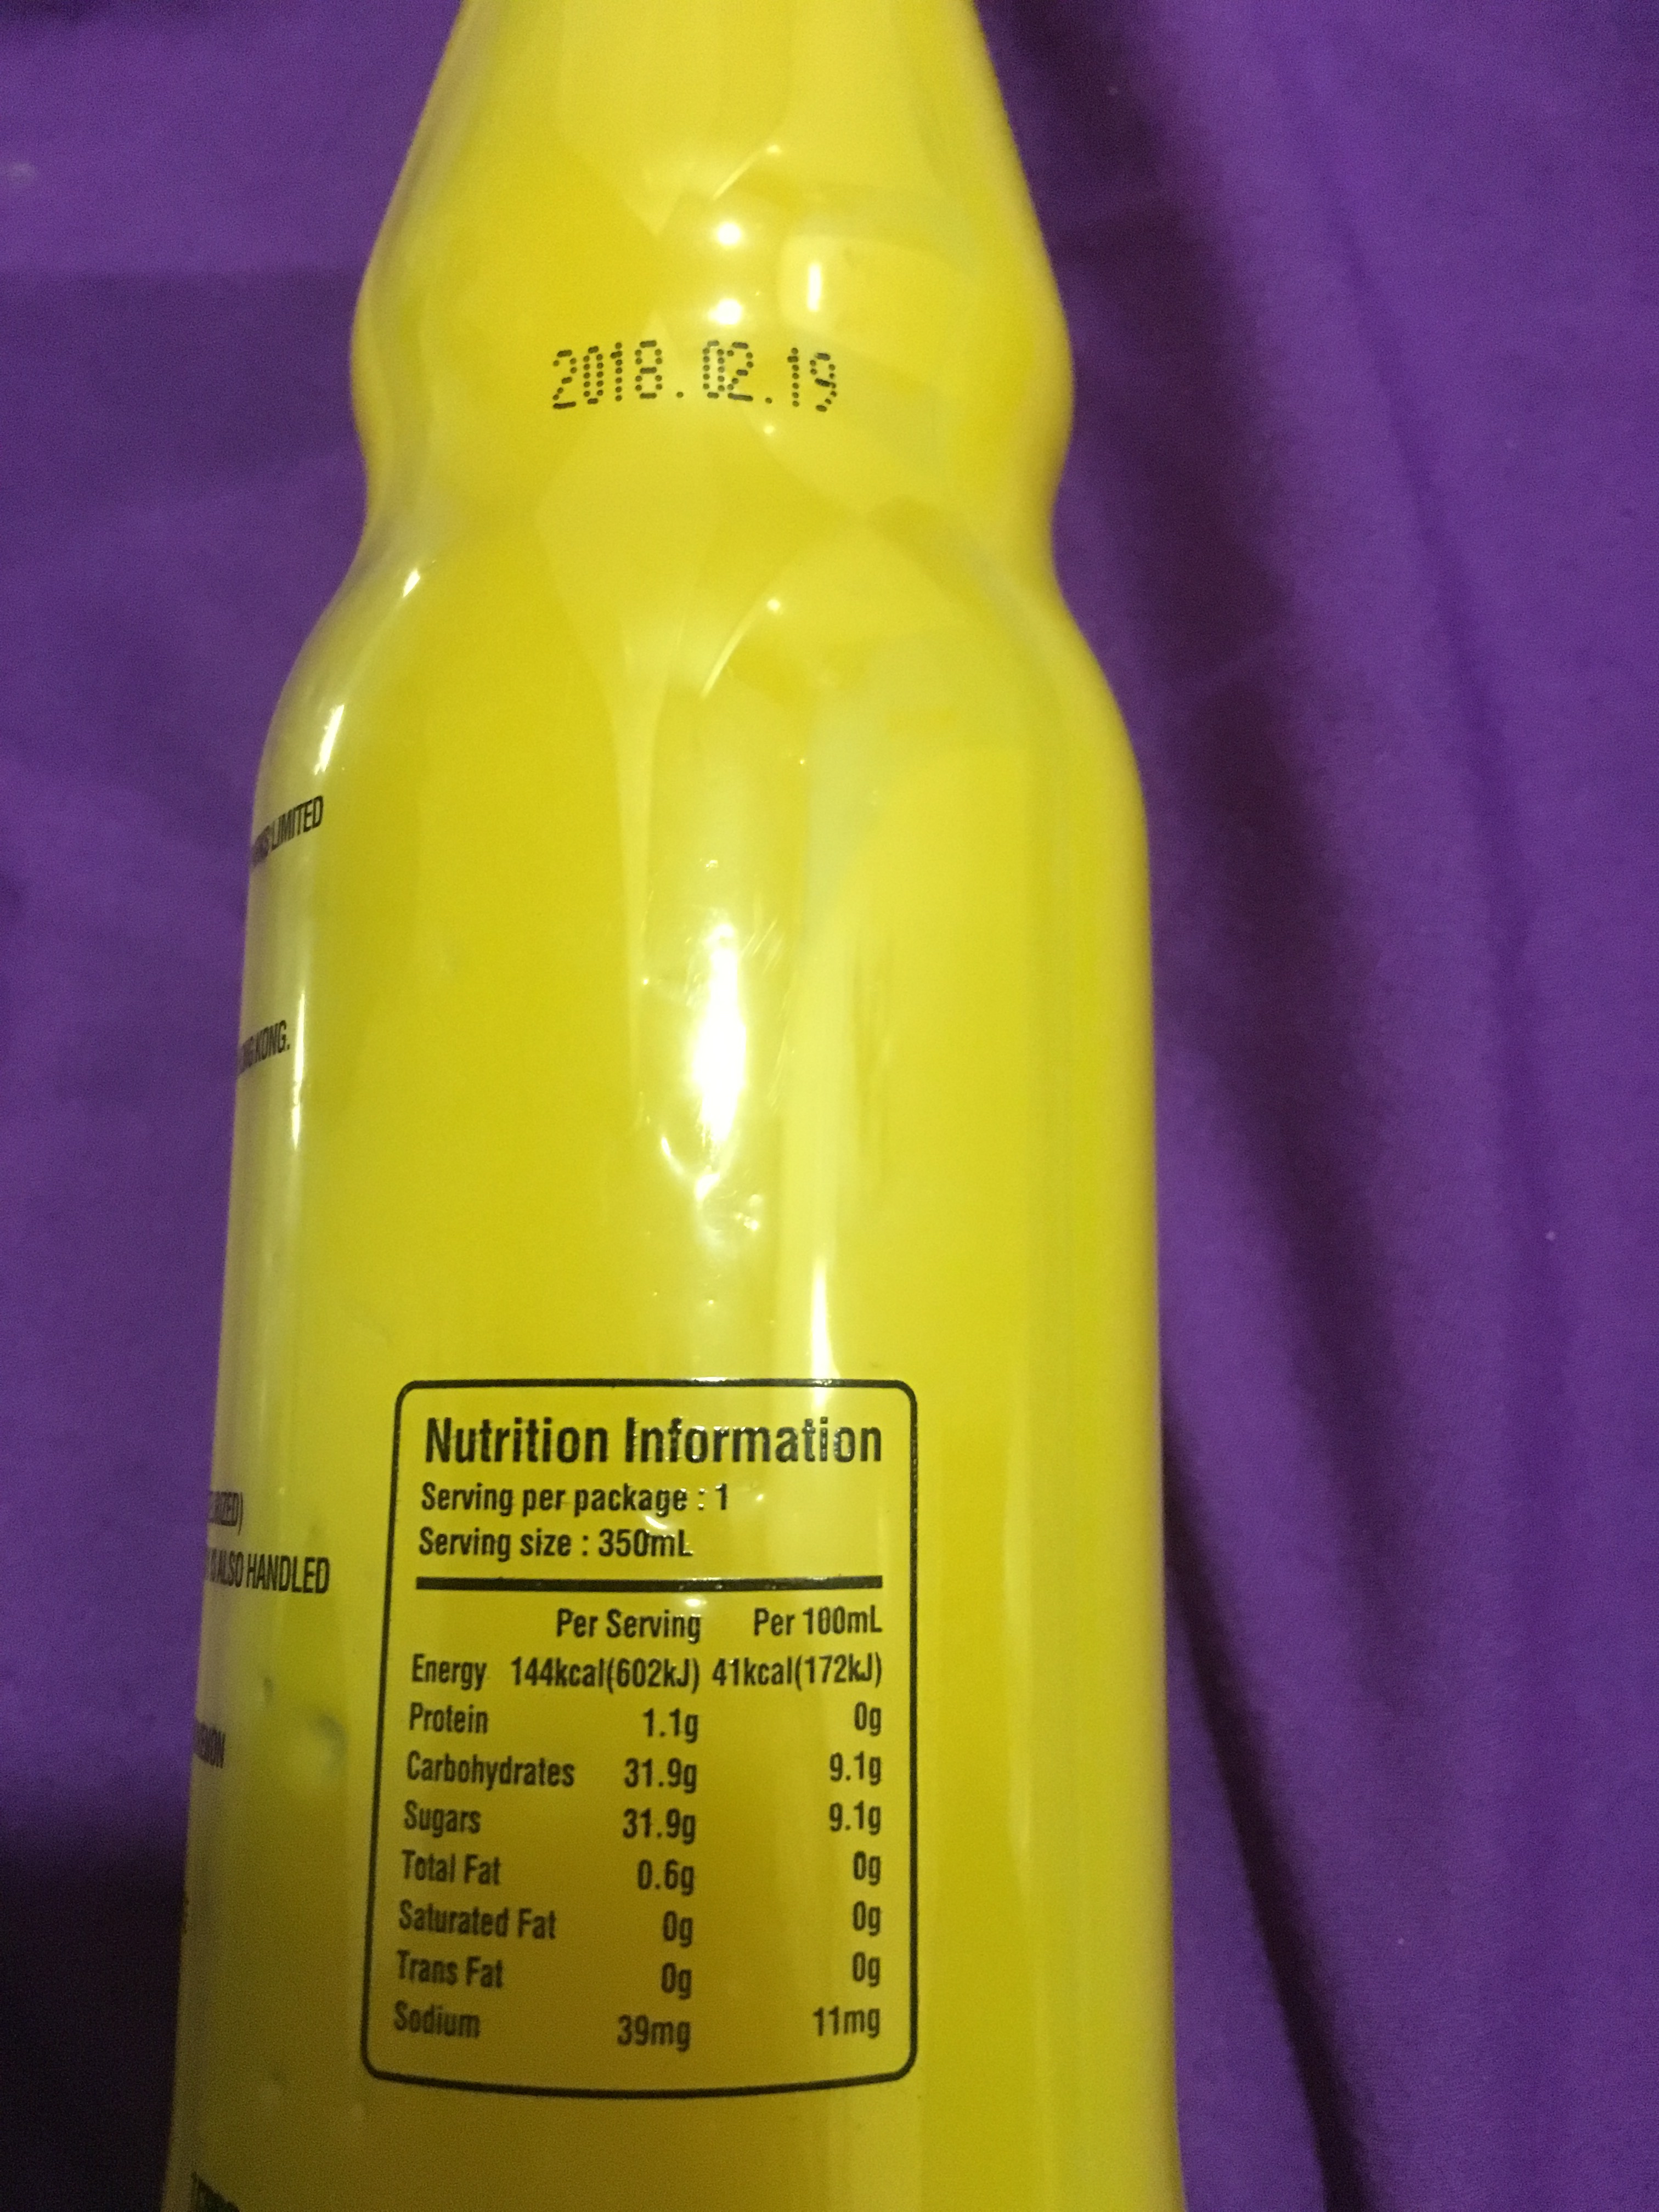 2018.02.19
LIMITED
KONG.
ALSO HANDLED
Nutrition Information
Serving per package : 1
Serving size : 350mL
Per Serving Per 100mL
Energy 144kcal(602kJ) 41kcal(172kJ)
Protein 1.1g 0g
Carbohydrates 31.9g 9.1g
Sugars 31.9g 9.1g
Total Fat 0.6g 0g
Saturated Fat 0g 0g
Trans Fat 0g 0g
Sodium 39mg 11mg